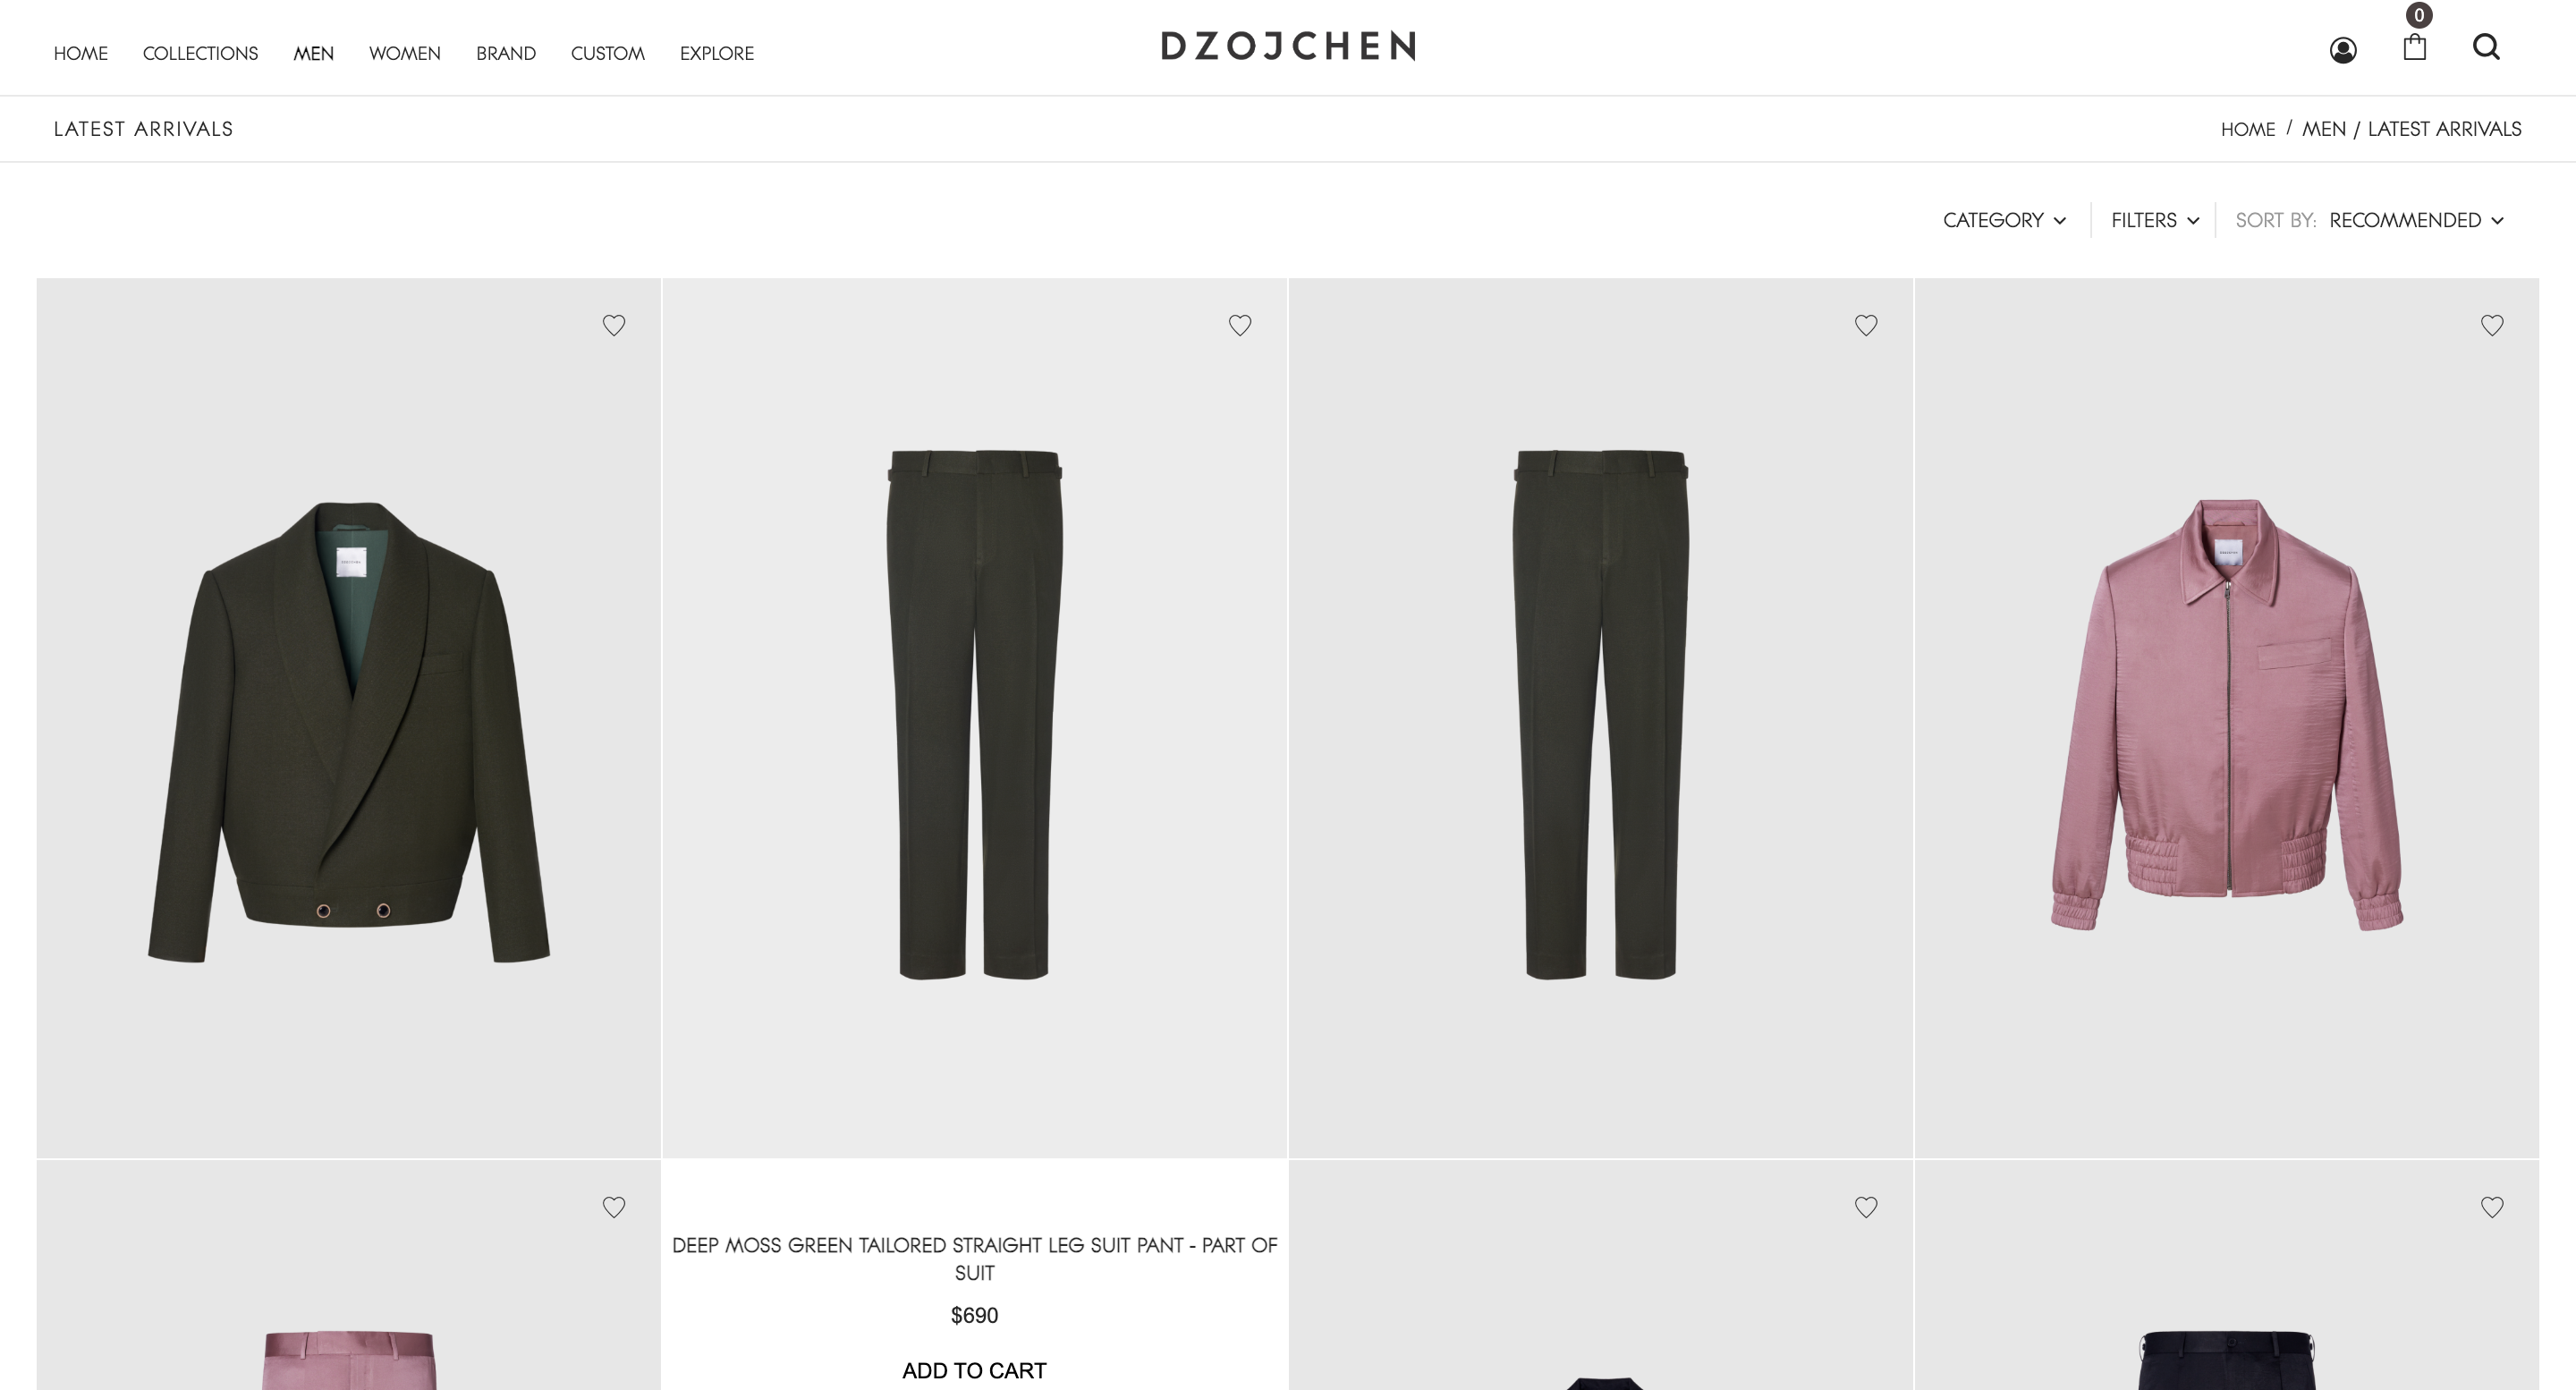 HOME COLLECTIONS MEN WOMEN BRAND CUSTOM EXPLORE
DZOJCHEN
0
LATEST ARRIVALS
HOME / MEN / LATEST ARRIVALS
CATEGORY
FILTERS
SORT BY: RECOMMENDED
DEEP MOSS GREEN TAILORED STRAIGHT LEG SUIT PANT - PART OF
SUIT
$690
ADD TO CART